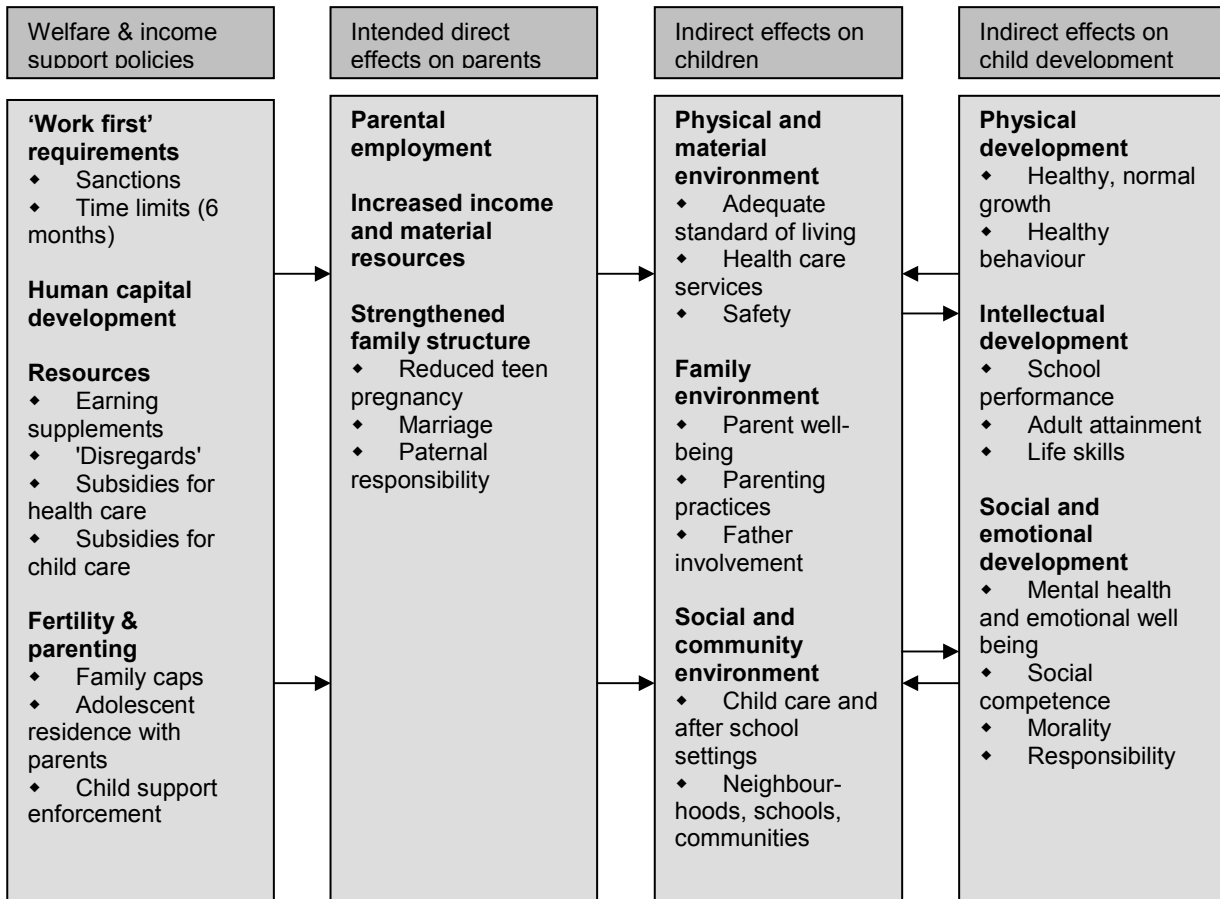 Welfare & income
support policies
‘Work first’
requirements
◆ Sanctions
◆ Time limits (6
months)
Human capital
development
Resources
◆ Earning
supplements
◆ 'Disregards'
◆ Subsidies for
health care
◆ Subsidies for
child care
Fertility &
parenting
◆ Family caps
◆ Adolescent
residence with
parents
◆ Child support
enforcement
Intended direct
effects on parents
Parental
employment
Increased income
and material
resources
Strengthened
family structure
◆ Reduced teen
pregnancy
◆ Marriage
◆ Paternal
responsibility
Indirect effects on
children
Physical and
material
environment
◆ Adequate
standard of living
◆ Health care
services
◆ Safety
Family
environment
◆ Parent well-
being
◆ Parenting
practices
◆ Father
involvement
Social and
community
environment
◆ Child care and
after school
settings
◆ Neighbour-
hoods, schools,
communities
Indirect effects on
child development
Physical
development
◆ Healthy, normal
growth
◆ Healthy
behaviour
Intellectual
development
◆ School
performance
◆ Adult attainment
◆ Life skills
Social and
emotional
development
◆ Mental health
and emotional well
being
◆ Social
competence
◆ Morality
◆ Responsibility